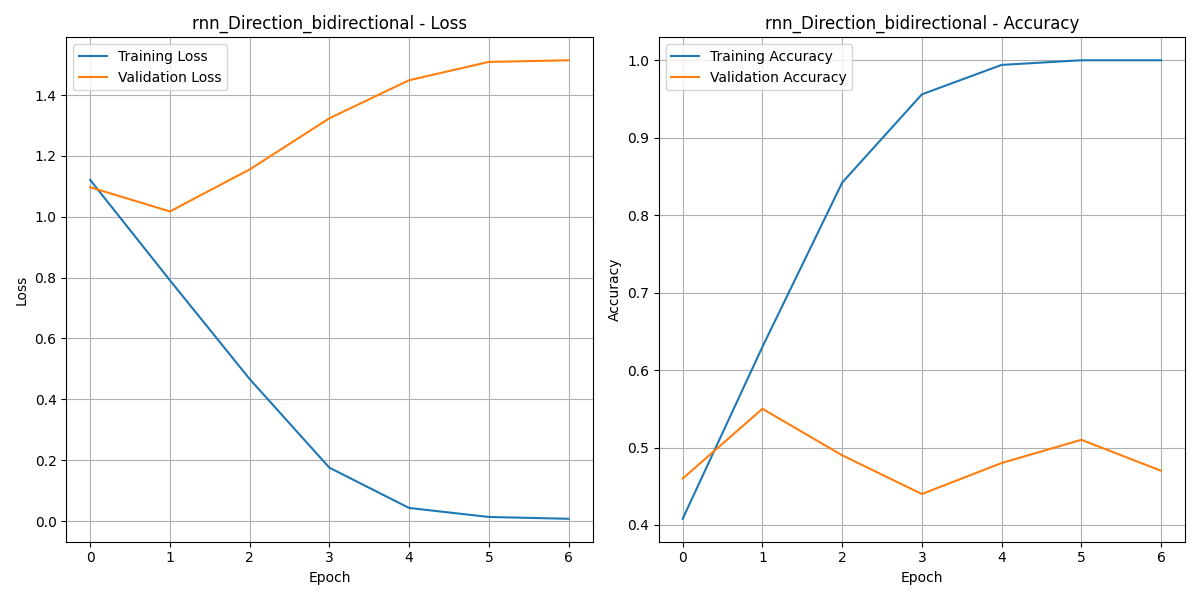 rnn_Direction_bidirectional - Loss
Training Loss
Validation Loss
Loss
1.4
1.2
1.0
0.8
0.6
0.4
0.2
0.0
0 1 2 3 4 5 6
Epoch
rnn_Direction_bidirectional - Accuracy
Training Accuracy
Validation Accuracy
Accuracy
1.0
0.9
0.8
0.7
0.6
0.5
0.4
0 1 2 3 4 5 6
Epoch